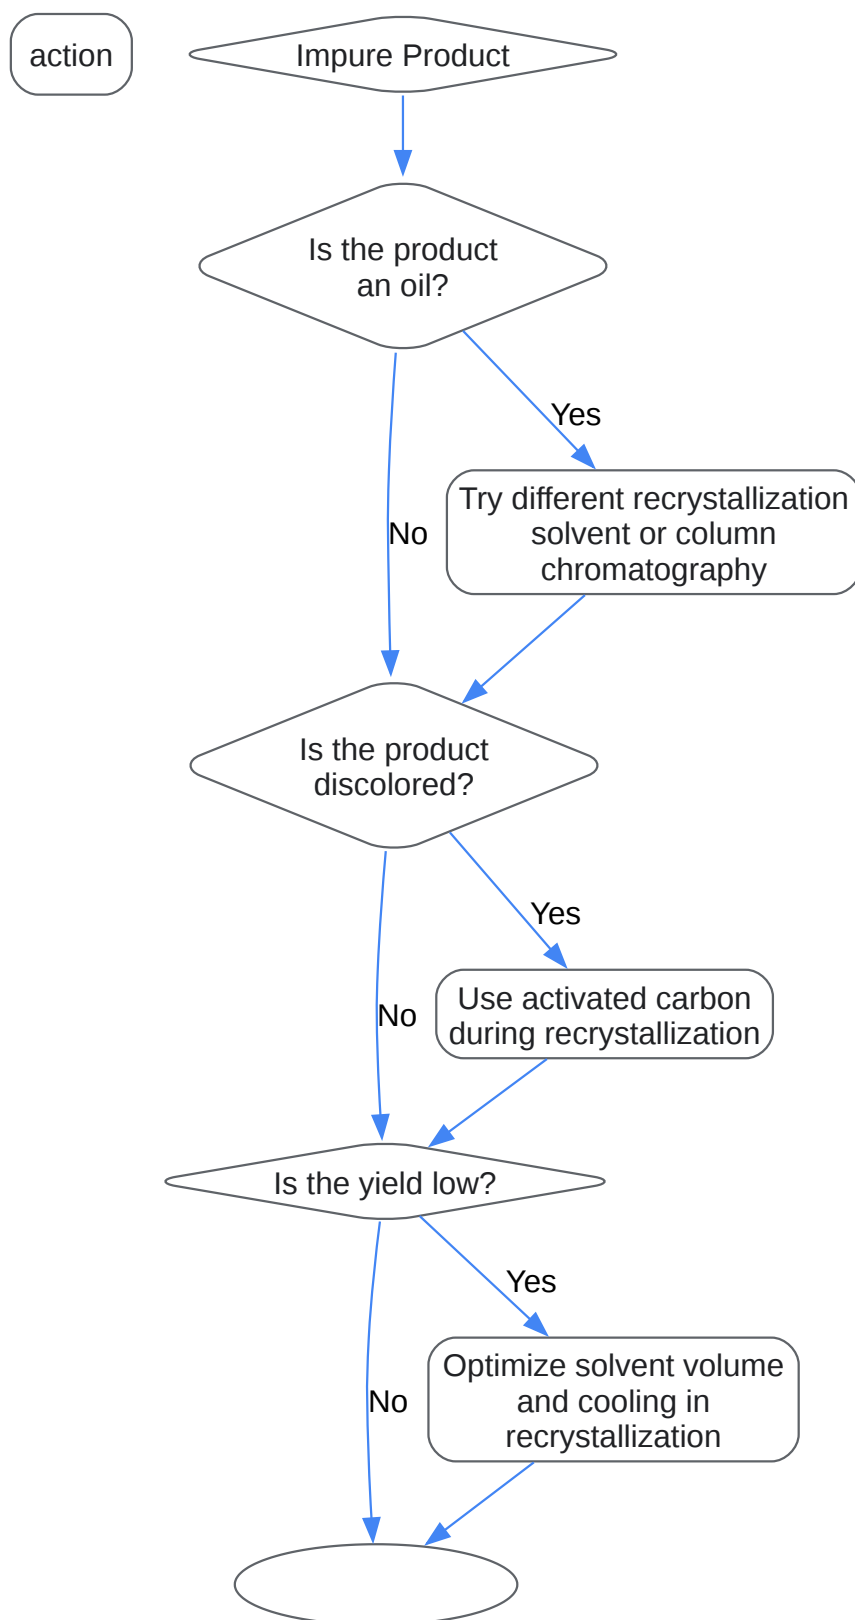 action
Impure Product
Is the product
an oil?
Yes
Try different recrystallization
solvent or column
chromatography
No
Is the product
discolored?
Yes
Use activated carbon
during recrystallization
No
Is the yield low?
Yes
Optimize solvent volume
and cooling in
recrystallization
No